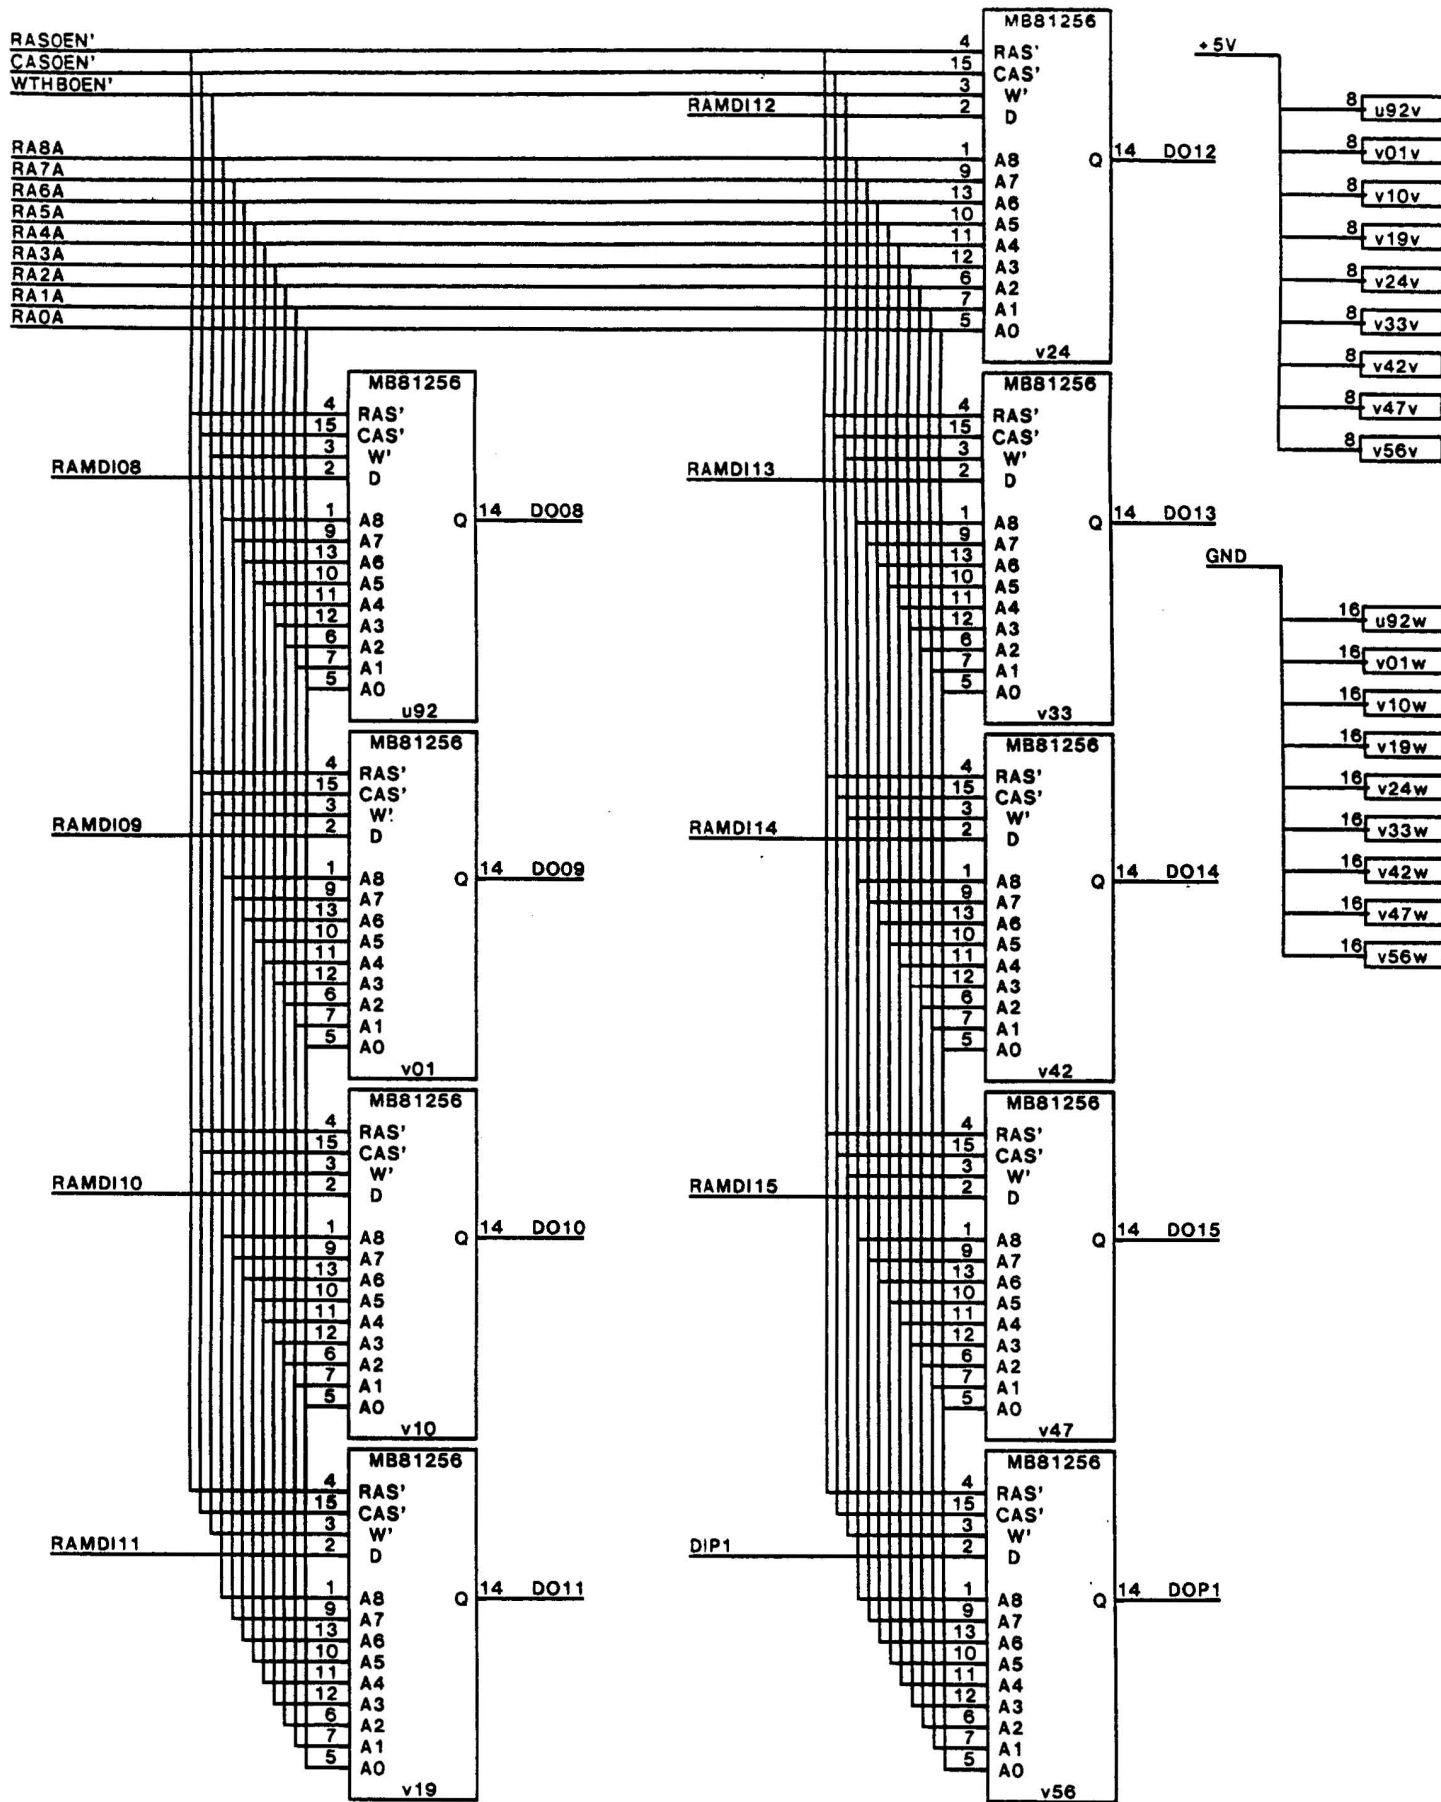 RASOEN'
CASOEN'
WTHBOEN'
RA8A
RA7A
RA6A
RA5A
RA4A
RA3A
RA2A
RA1A
RA0A
MB81256
4 RAS'
15 CAS'
3 W'
RAMDI08 2 D
1 A8 Q 14 DO08
9 A7
13 A6
10 A5
11 A4
12 A3
6 A2
7 A1
5 A0
u92
MB81256
4 RAS'
15 CAS'
3 W'
RAMDI09 2 D
1 A8 Q 14 DO09
9 A7
13 A6
10 A5
11 A4
12 A3
6 A2
7 A1
5 A0
v01
MB81256
4 RAS'
15 CAS'
3 W'
RAMDI10 2 D
1 A8 Q 14 DO10
9 A7
13 A6
10 A5
11 A4
12 A3
6 A2
7 A1
5 A0
v10
MB81256
4 RAS'
15 CAS'
3 W'
RAMDI11 2 D
1 A8 Q 14 DO11
9 A7
13 A6
10 A5
11 A4
12 A3
6 A2
7 A1
5 A0
v19
MB81256
4 RAS'
15 CAS'
3 W'
RAMDI12 2 D
1 A8 Q 14 DO12
9 A7
13 A6
10 A5
11 A4
12 A3
6 A2
7 A1
5 A0
v24
MB81256
4 RAS'
15 CAS'
3 W'
RAMDI13 2 D
1 A8 Q 14 DO13
9 A7
13 A6
10 A5
11 A4
12 A3
6 A2
7 A1
5 A0
v33
MB81256
4 RAS'
15 CAS'
3 W'
RAMDI14 2 D
1 A8 Q 14 DO14
9 A7
13 A6
10 A5
11 A4
12 A3
6 A2
7 A1
5 A0
v42
MB81256
4 RAS'
15 CAS'
3 W'
RAMDI15 2 D
1 A8 Q 14 DO15
9 A7
13 A6
10 A5
11 A4
12 A3
6 A2
7 A1
5 A0
v47
MB81256
4 RAS'
15 CAS'
3 W'
DIP1 2 D
1 A8 Q 14 DOP1
9 A7
13 A6
10 A5
11 A4
12 A3
6 A2
7 A1
5 A0
v56
+5V
8 u92v
8 v01v
8 v10v
8 v19v
8 v24v
8 v33v
8 v42v
8 v47v
8 v56v
GND
16 u92w
16 v01w
16 v10w
16 v19w
16 v24w
16 v33w
16 v42w
16 v47w
16 v56w